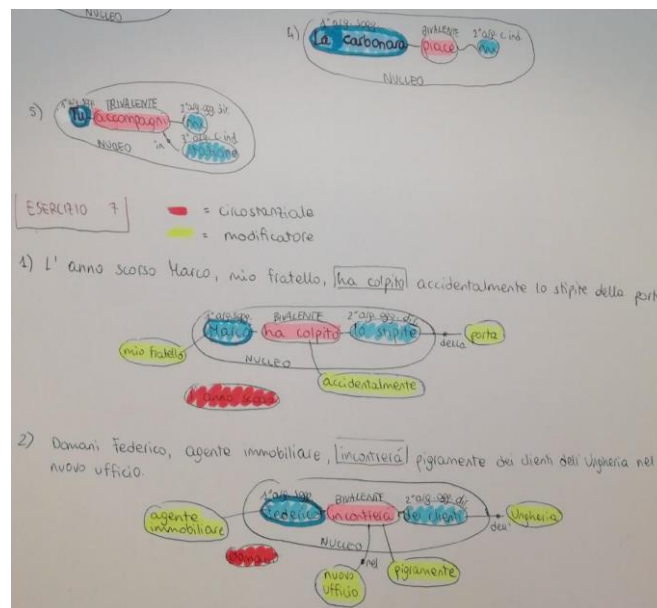 NUCLEO
4) 1° arg. sogg. BIVALENTE 2° arg. c. ind
La carbonara piace mi
NUCLEO
5) 1° arg. sogg. TRIVALENTE 2° arg. ogg. dir.
Tu accompagni mi
3° arg. c. ind
NUCLEO in stazione
ESERCIZIO 7
= circostanziale
= modificatore
1) L'anno scorso Marco, mio fratello, ha colpito accidentalmente lo stipite della porta
1° arg. sogg. BIVALENTE 2° arg. ogg. dir.
Marco ha colpito lo stipite della porta
mio fratello NUCLEO
accidentalmente
l'anno scorso
2) Domani Federico, agente immobiliare, incontrerá pigramente dei clienti dell'Ungheria nel
nuovo ufficio.
1° arg. sogg. BIVALENTE 2° arg. ogg. dir.
agente immobiliare Federico incontrerá dei clienti dell' Ungheria
domani NUCLEO
nel
nuovo ufficio pigramente